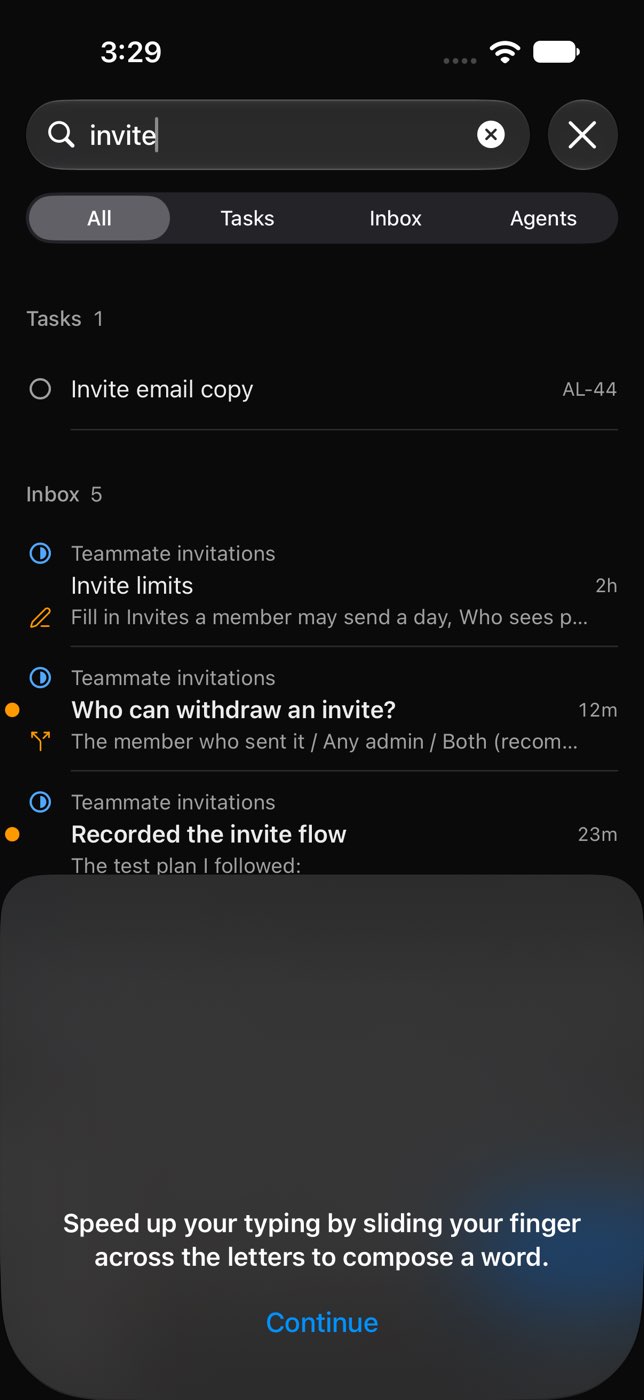 3:29
invite
All Tasks Inbox Agents
Tasks 1
Invite email copy AL-44
Inbox 5
Teammate invitations
Invite limits 2h
Fill in Invites a member may send a day, Who sees p...
Teammate invitations
Who can withdraw an invite? 12m
The member who sent it / Any admin / Both (recom...
Teammate invitations
Recorded the invite flow 23m
The test plan I followed:
Speed up your typing by sliding your finger
across the letters to compose a word.
Continue